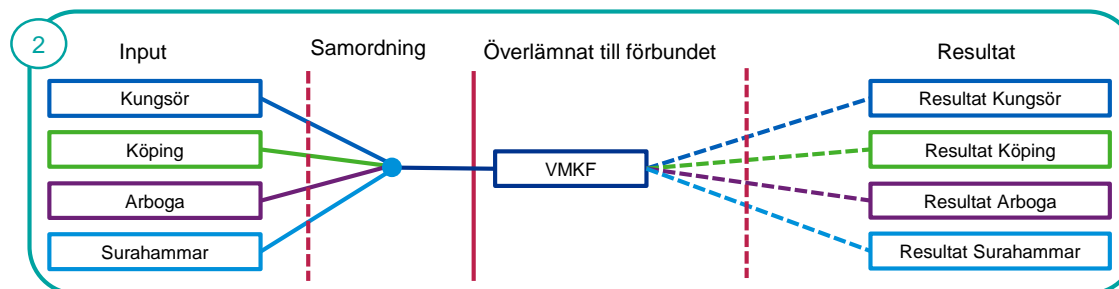 2
Input
Samordning
Överlämnat till förbundet
Resultat
Kungsör
Köping
Arboga
Surahammar
VMKF
Resultat Kungsör
Resultat Köping
Resultat Arboga
Resultat Surahammar